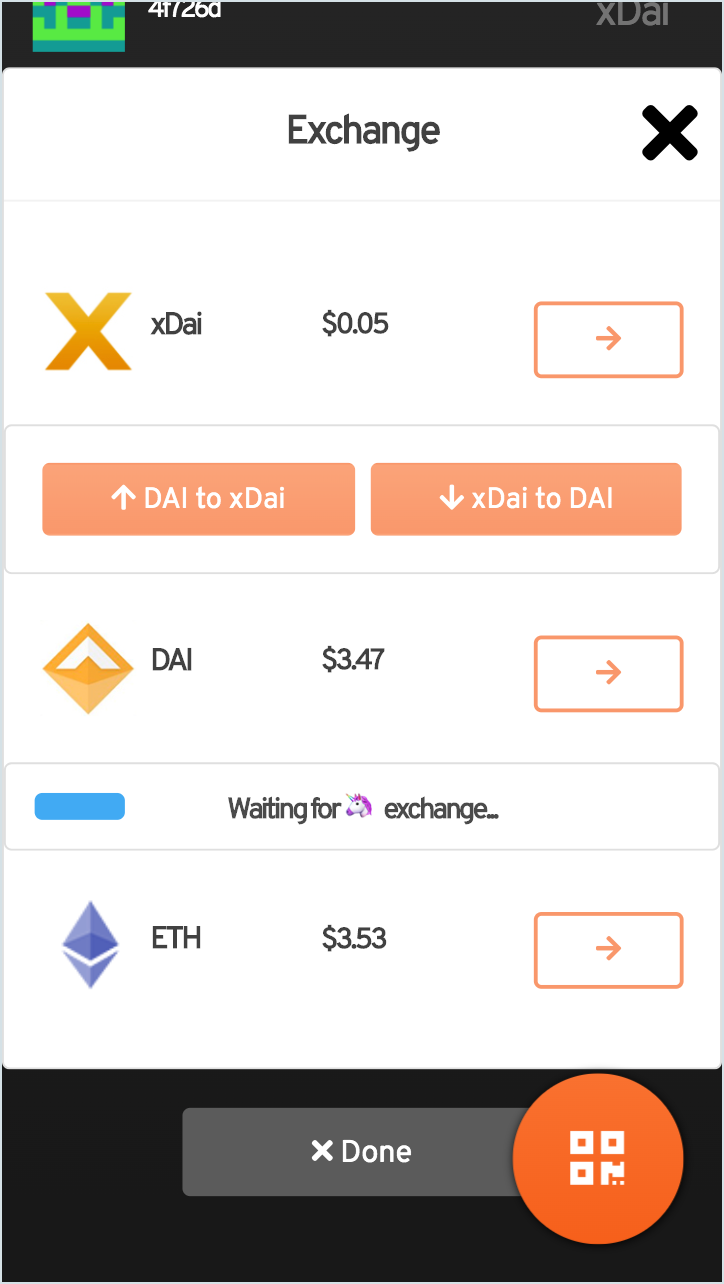 4f726d
xDai
Exchange
xDai $0.05
DAI to xDai
xDai to DAI
DAI $3.47
Waiting for 🦄 exchange...
ETH $3.53
Done